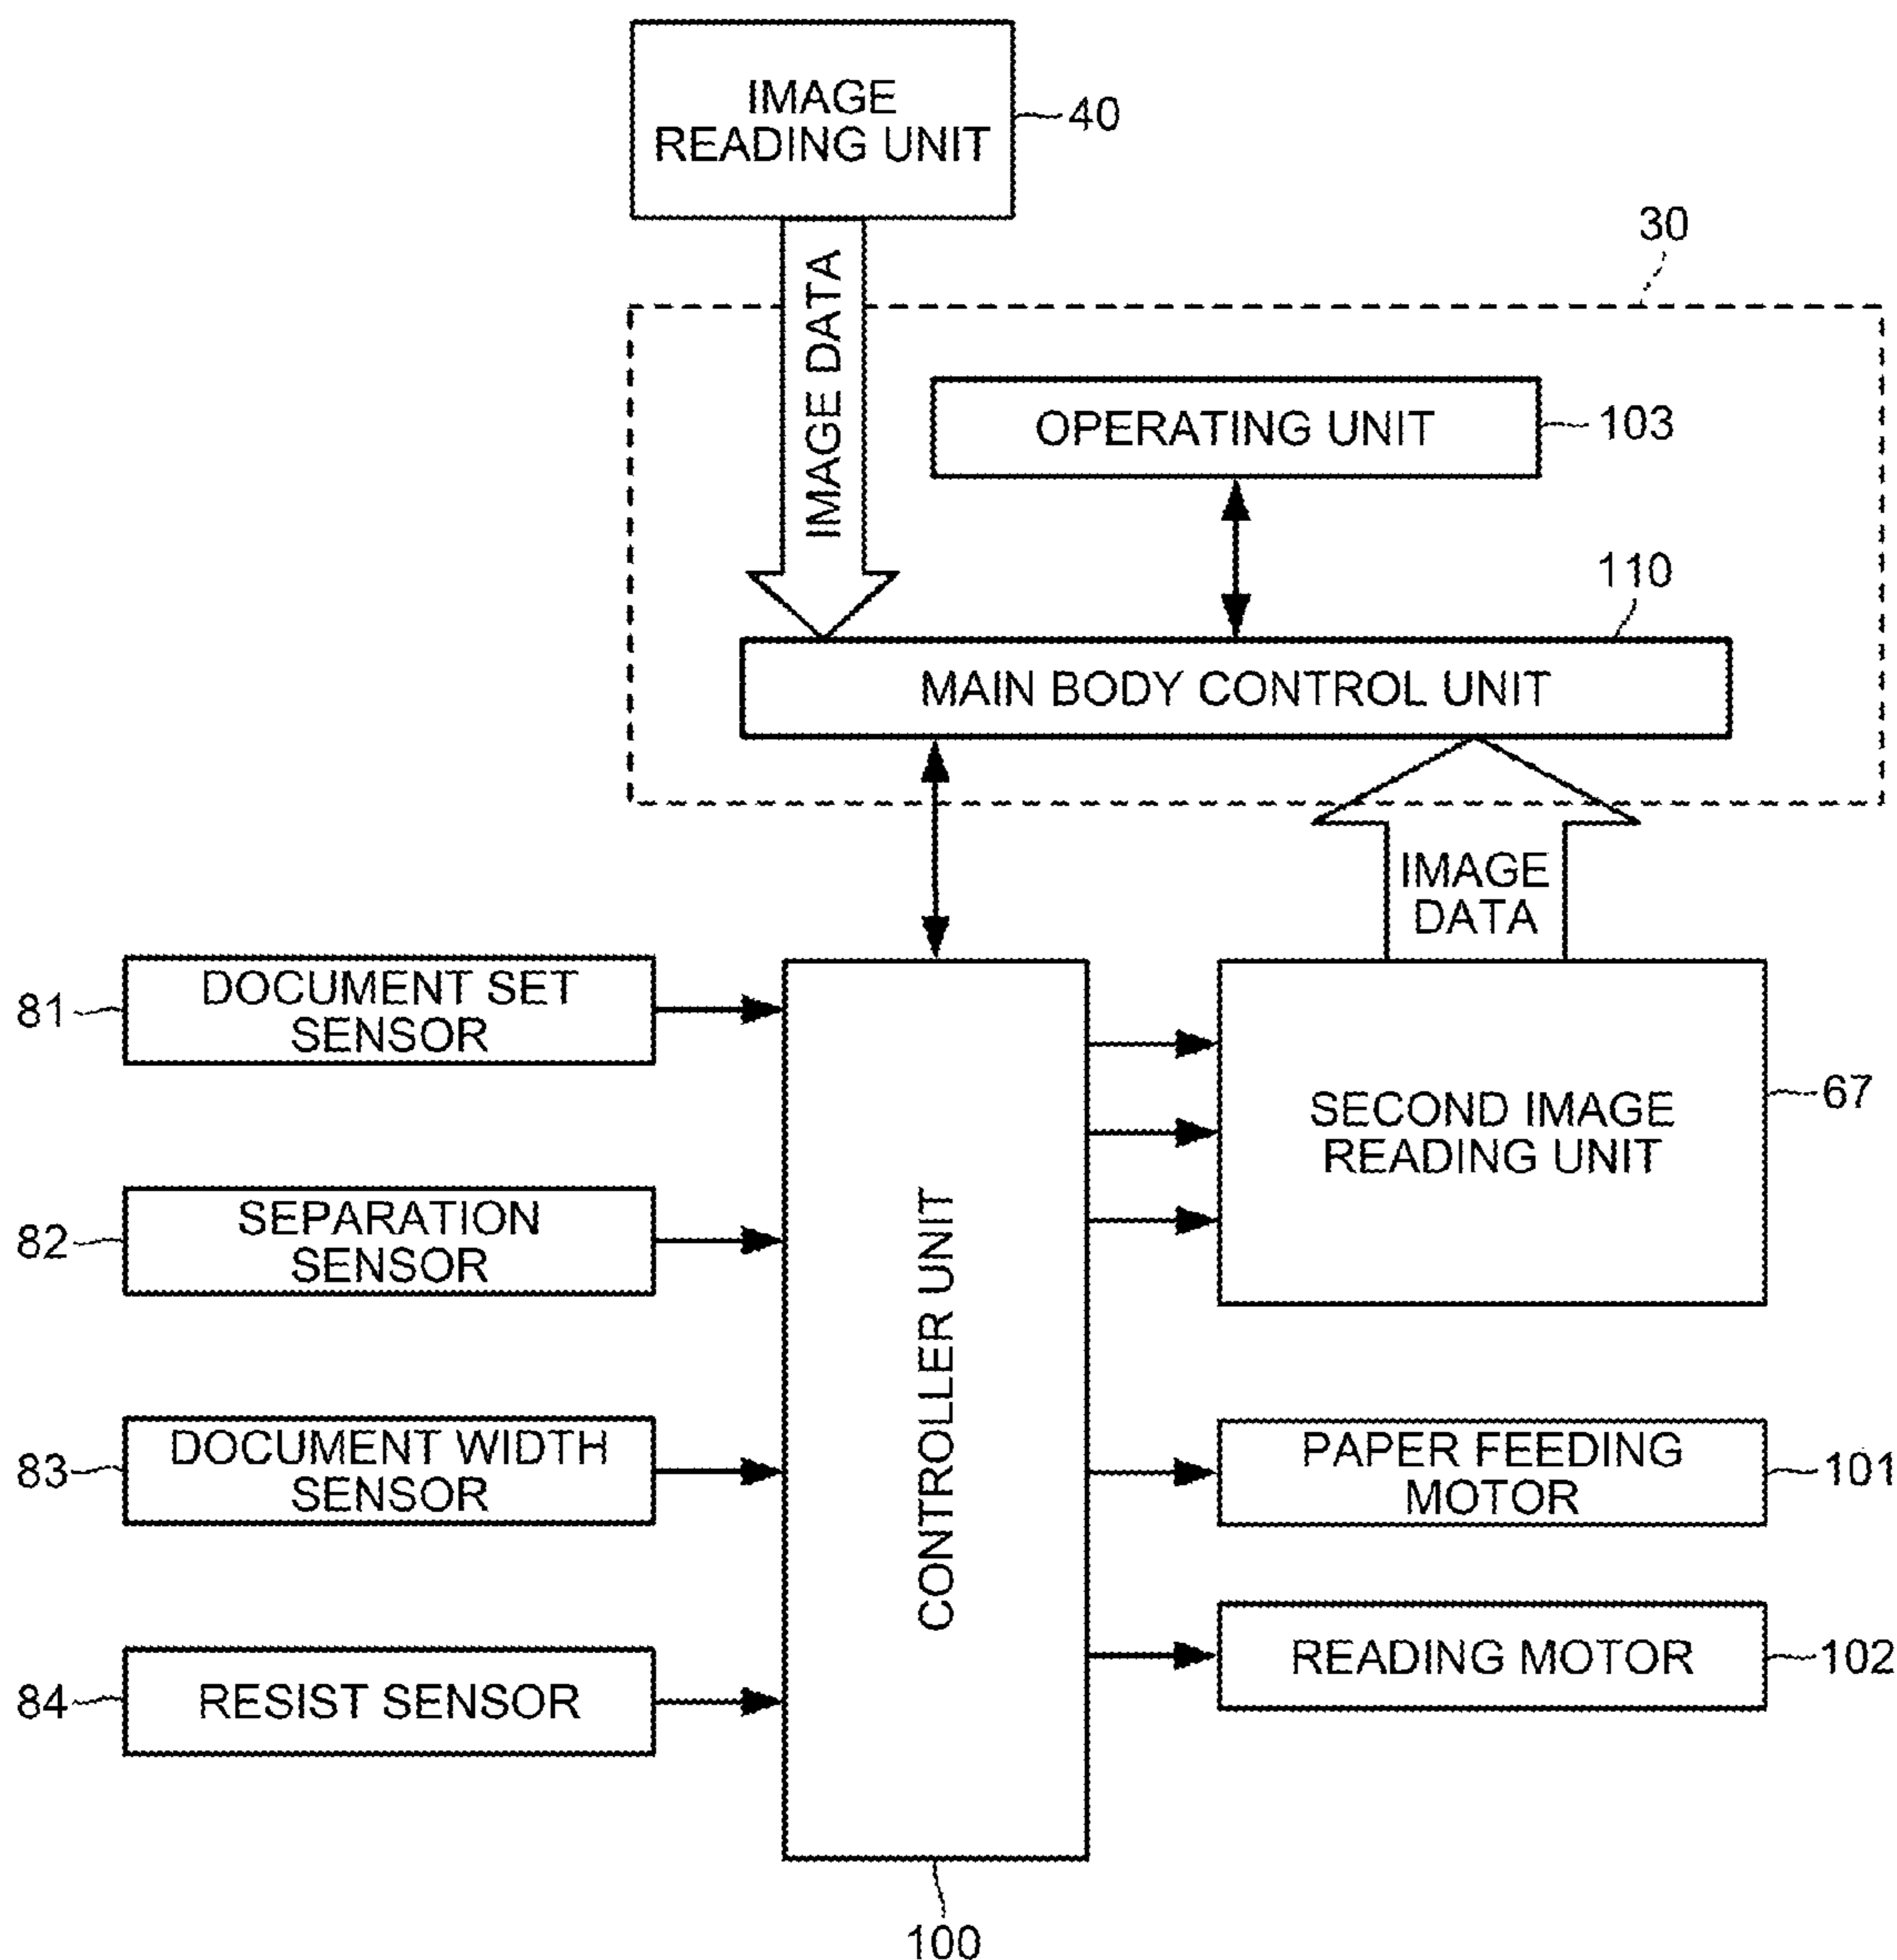 IMAGE
READING UNIT
40
30
IMAGE DATA
OPERATING UNIT
103
110
MAIN BODY CONTROL UNIT
IMAGE
DATA
81
DOCUMENT SET
SENSOR
82
SEPARATION
SENSOR
83
DOCUMENT WIDTH
SENSOR
84
RESIST SENSOR
CONTROLLER UNIT
100
SECOND IMAGE
READING UNIT
67
PAPER FEEDING
MOTOR
101
READING MOTOR
102